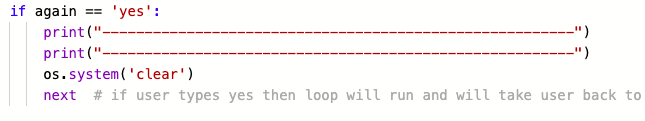 if again == 'yes':
    print("---------------------------------------------------------")
    print("---------------------------------------------------------")
    os.system('clear')
    next  # if user types yes then loop will run and will take user back to